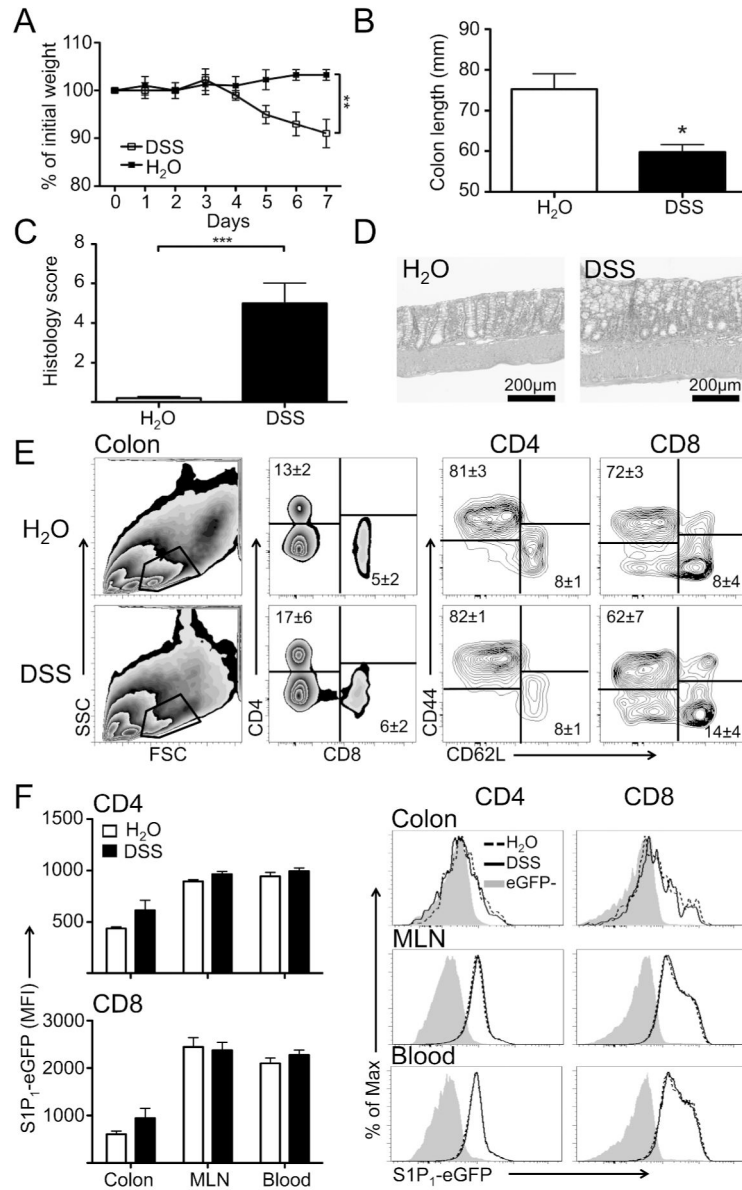 A
% of initial weight
110
100
90
80
DSS
H₂O
**
0 1 2 3 4 5 6 7
Days
B
Colon length (mm)
90
80
70
60
50
*
H₂O DSS
C
Histology score
8
6
4
2
***
H₂O DSS
D
H₂O DSS
200µm 200µm
E
Colon CD4 CD8
H₂O
13±2 81±3 72±3
5±2 8±1 8±4
DSS
17±6 82±1 62±7
6±2 8±1 14±4
SSC
FSC
CD4
CD8
CD44
CD62L
F
CD4
1500
1000
500
H₂O
DSS
CD8
3000
2000
1000
S1P₁-eGFP (MFI)
Colon MLN Blood
CD4 CD8
Colon
H₂O
DSS
eGFP-
MLN
Blood
% of Max
S1P₁-eGFP